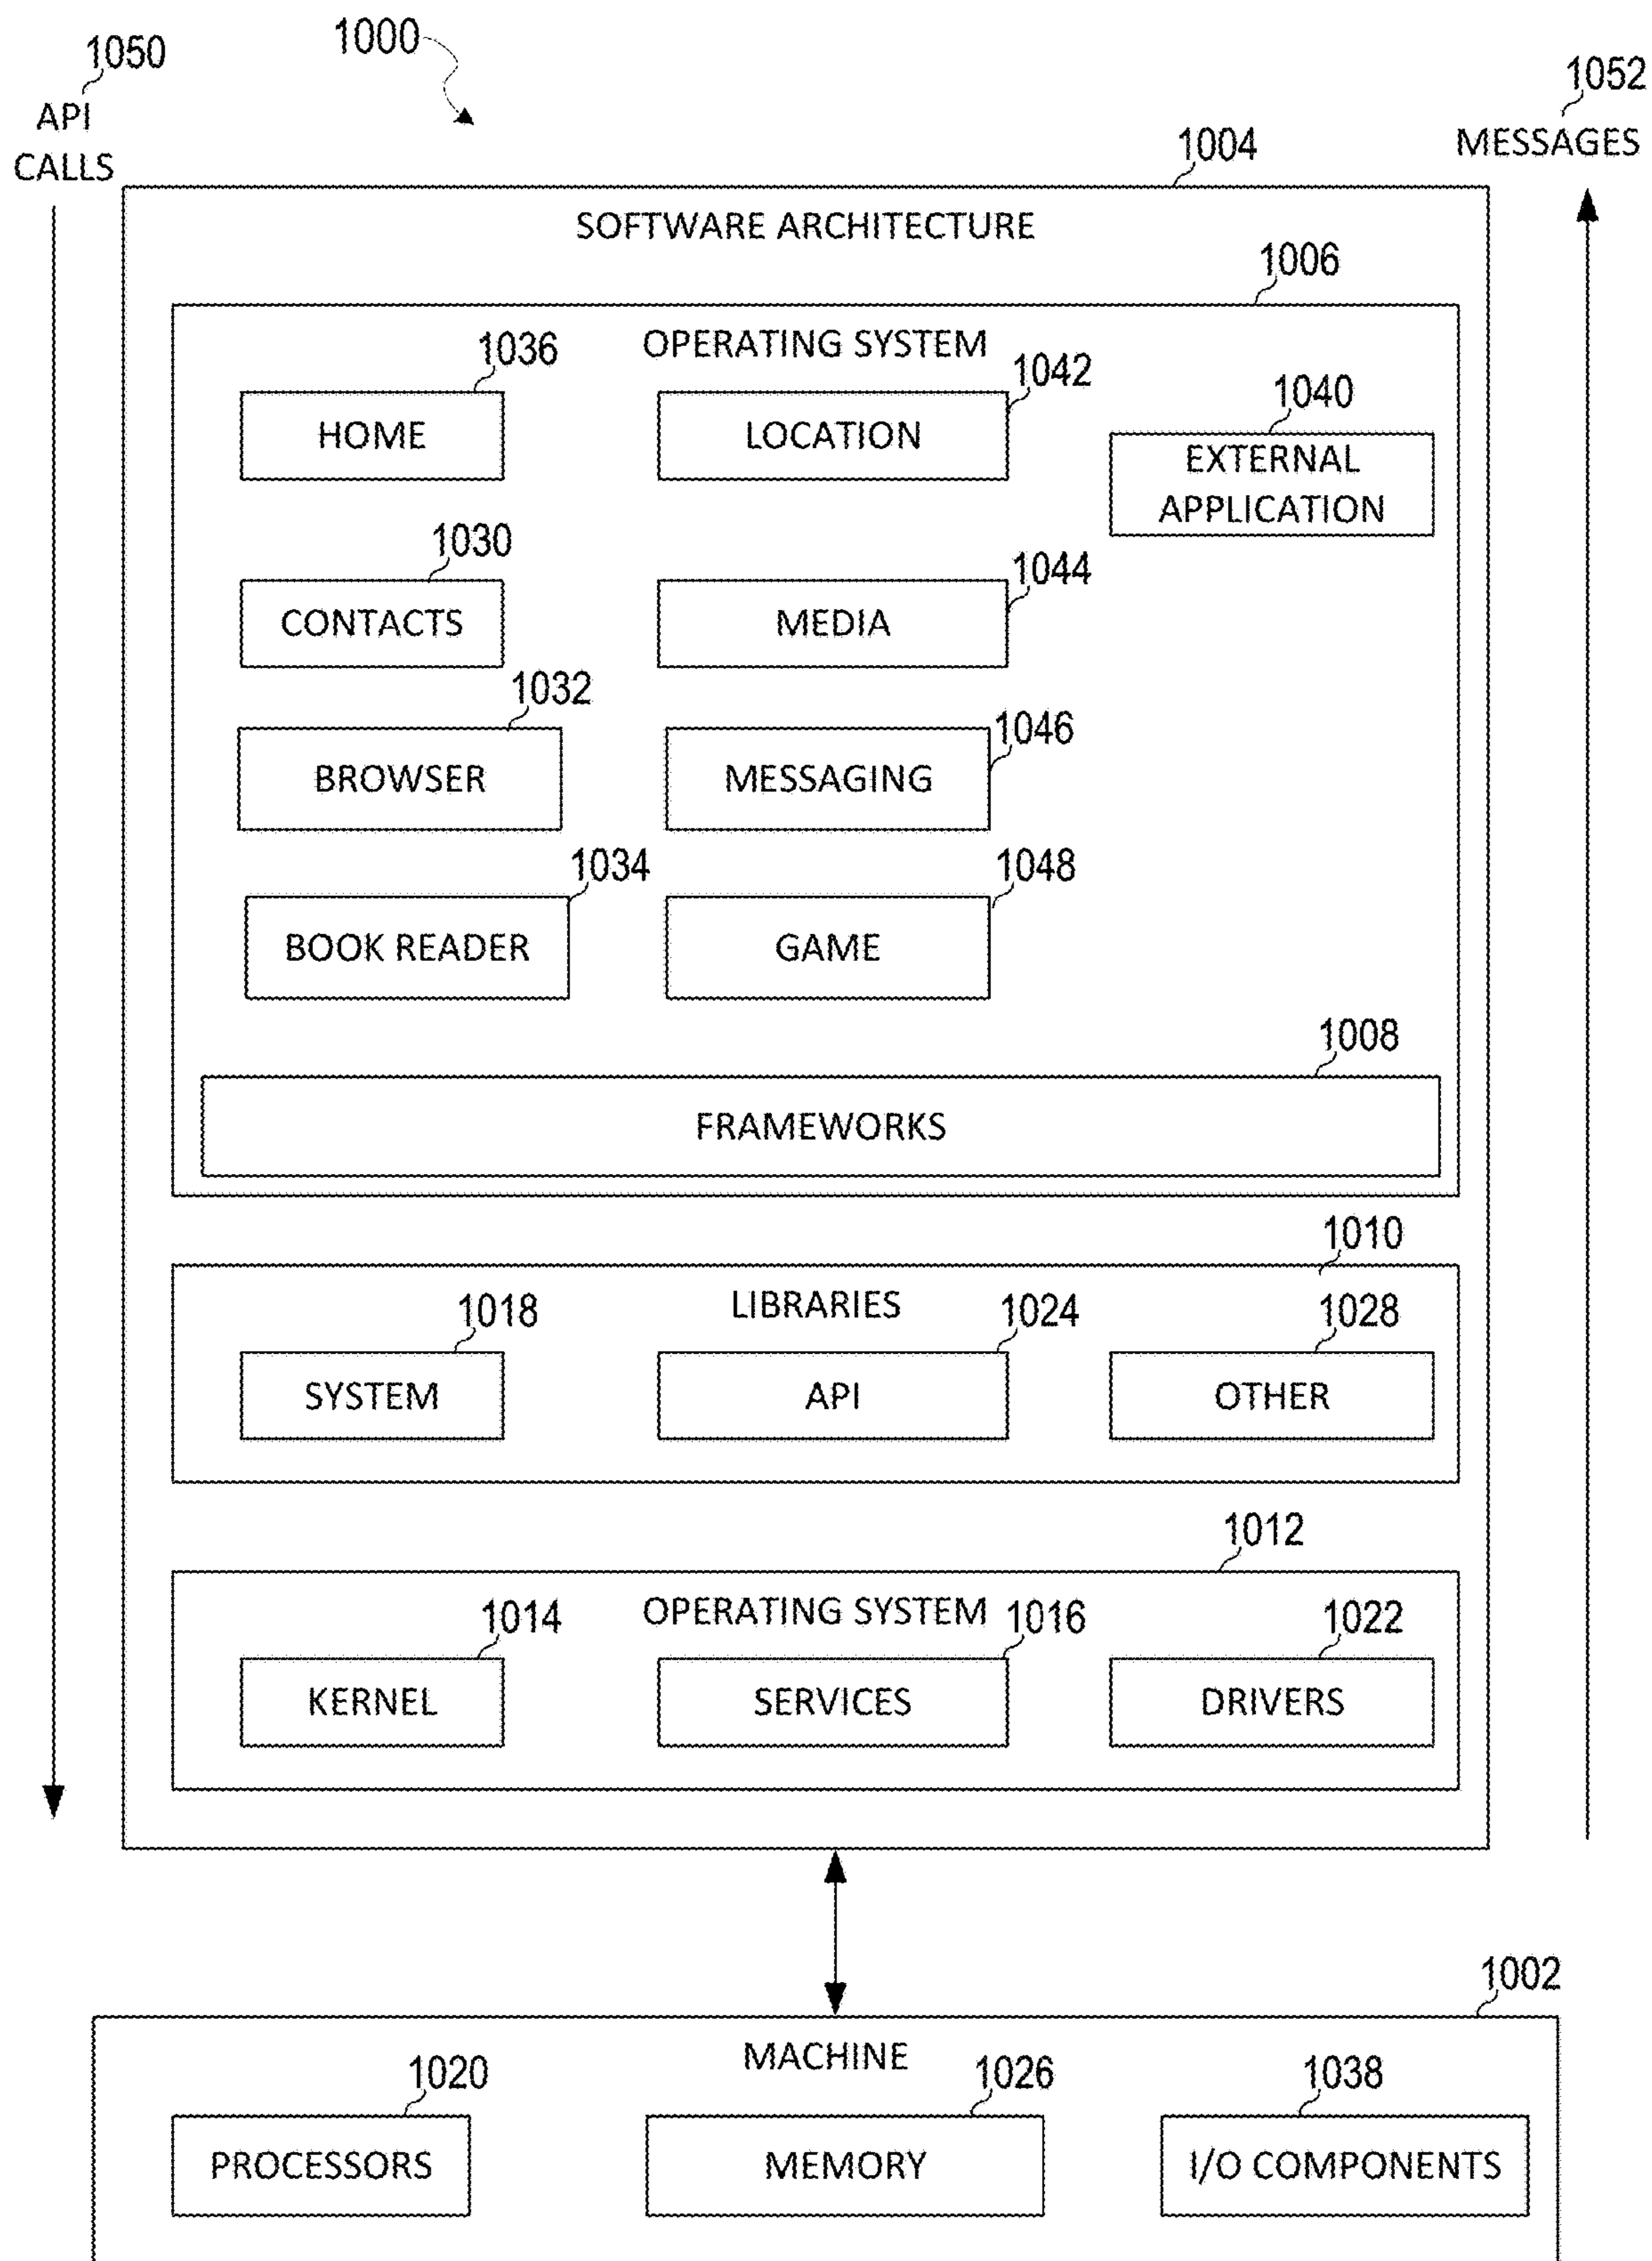 1000
1050
API
CALLS
1052
MESSAGES
1004
SOFTWARE ARCHITECTURE
1006
OPERATING SYSTEM
1036
HOME
1042
LOCATION
1040
EXTERNAL
APPLICATION
1030
CONTACTS
1044
MEDIA
1032
BROWSER
1046
MESSAGING
1034
BOOK READER
1048
GAME
1008
FRAMEWORKS
1010
LIBRARIES
1018
SYSTEM
1024
API
1028
OTHER
1012
OPERATING SYSTEM
1014
KERNEL
1016
SERVICES
1022
DRIVERS
1002
MACHINE
1020
PROCESSORS
1026
MEMORY
1038
I/O COMPONENTS